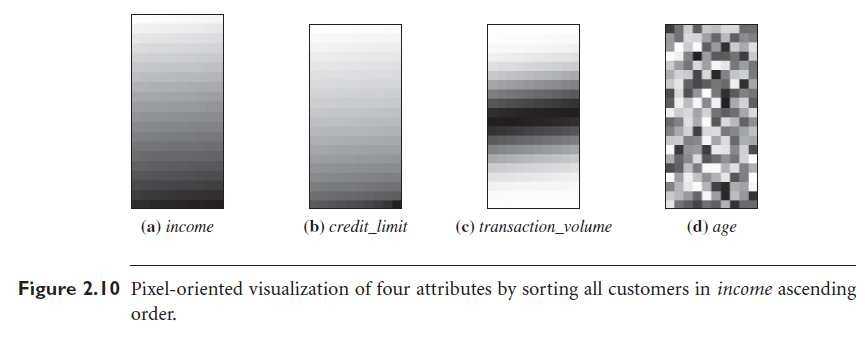 (a) income
(b) credit_limit
(c) transaction_volume
(d) age
Figure 2.10 Pixel-oriented visualization of four attributes by sorting all customers in income ascending
order.